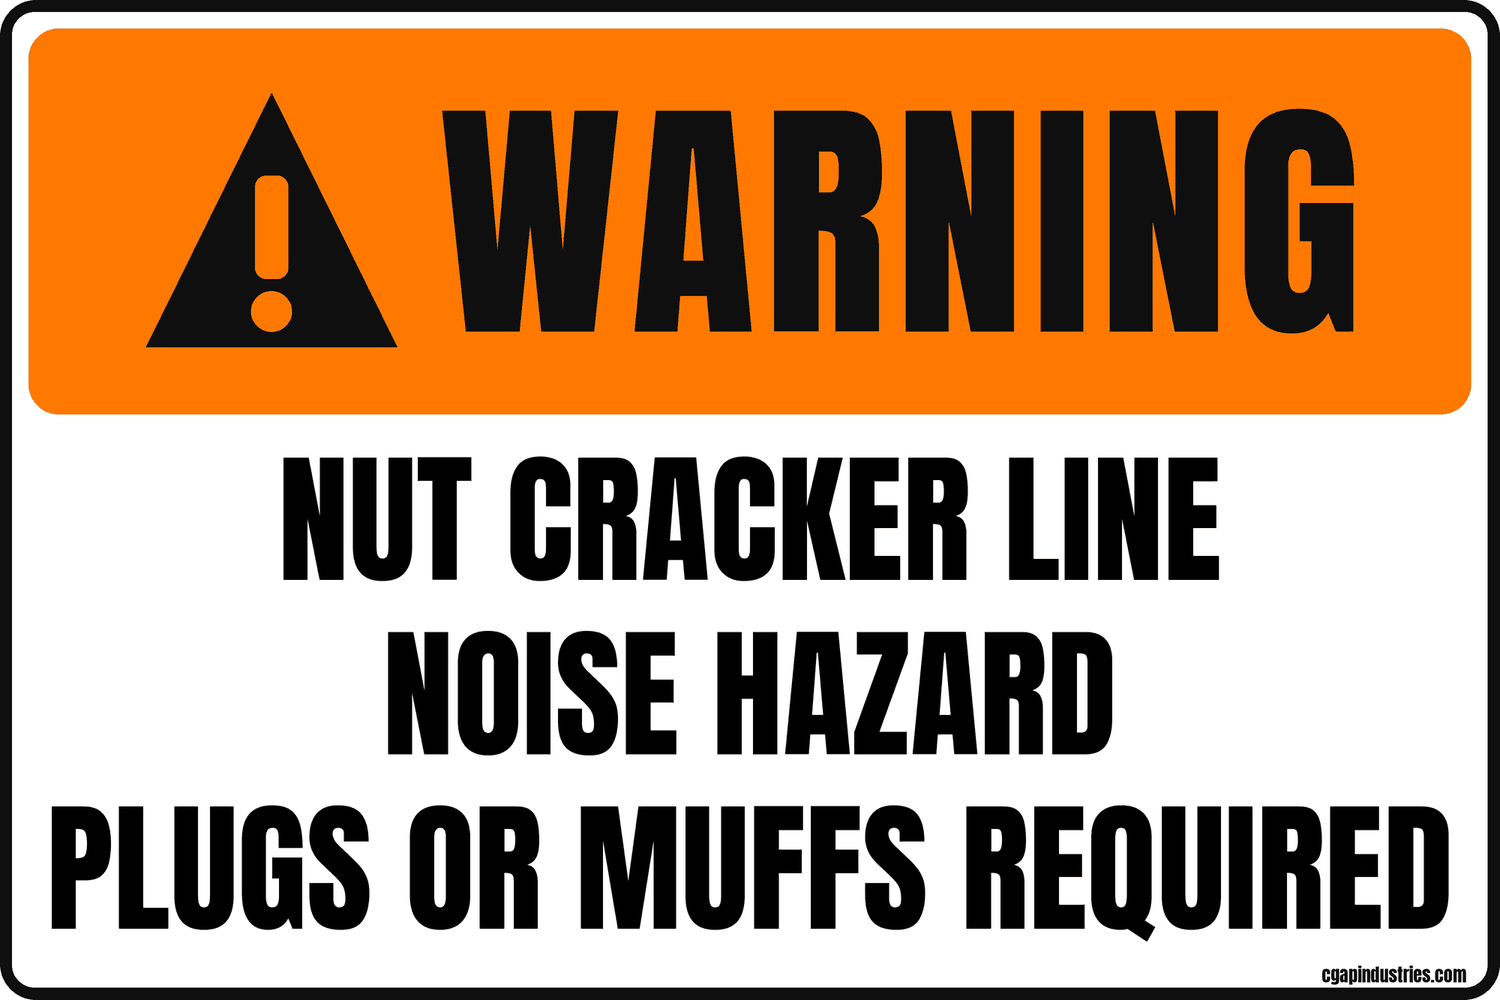 WARNING
NUT CRACKER LINE
NOISE HAZARD
PLUGS OR MUFFS REQUIRED
cgapindustries.com